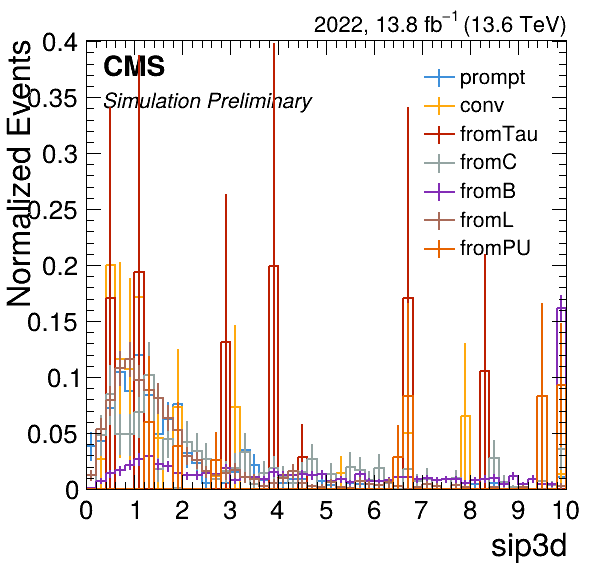 2022, 13.8 fb⁻¹ (13.6 TeV)
CMS
Simulation Preliminary
prompt
conv
fromTau
fromC
fromB
fromL
fromPU
Normalized Events
0.4
0.35
0.3
0.25
0.2
0.15
0.1
0.05
0
0 1 2 3 4 5 6 7 8 9 10
sip3d